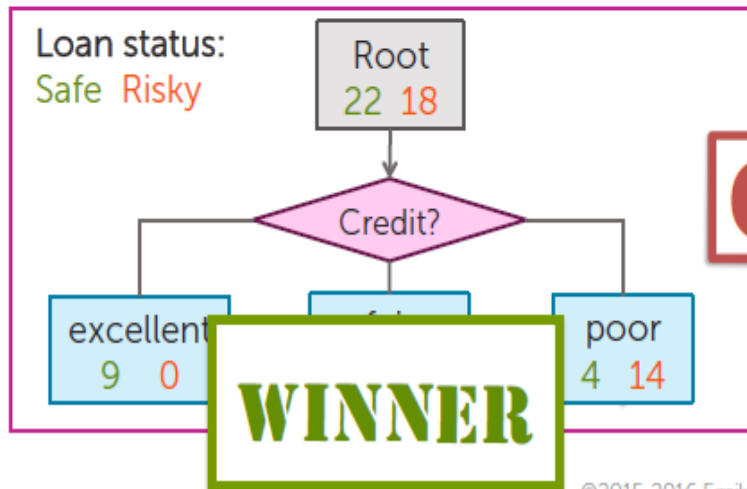 Loan status:
Safe Risky
Root
22 18
Credit?
excellent
9 0
poor
4 14
WINNER